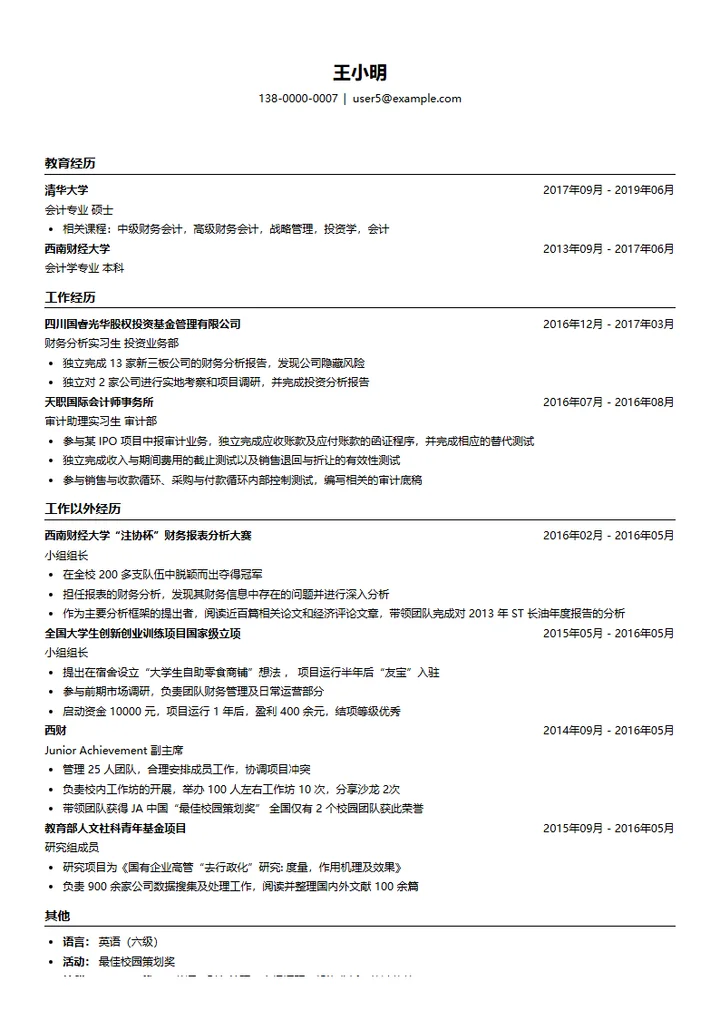 王小明
138-0000-0007 | user5@example.com
教育经历
清华大学 2017年09月 - 2019年06月
会计专业 硕士
• 相关课程：中级财务会计，高级财务会计，战略管理，投资学，会计
西南财经大学 2013年09月 - 2017年06月
会计学专业 本科
工作经历
四川国睿光华股权投资基金管理有限公司 2016年12月 - 2017年03月
财务分析实习生 投资业务部
• 独立完成 13 家新三板公司的财务分析报告，发现公司隐藏风险
• 独立对 2 家公司进行实地考察和项目调研，并完成投资分析报告
天职国际会计师事务所 2016年07月 - 2016年08月
审计助理实习生 审计部
• 参与某 IPO 项目中报审计业务，独立完成应收账款及应付账款的函证程序，并完成相应的替代测试
• 独立完成收入与期间费用的截止测试以及销售退回与折让的有效性测试
• 参与销售与收款循环、采购与付款循环内部控制测试，编写相关的审计底稿
工作以外经历
西南财经大学“注协杯”财务报表分析大赛 2016年02月 - 2016年05月
小组组长
• 在全校 200 多支队伍中脱颖而出夺得冠军
• 担任报表的财务分析，发现其财务信息中存在的问题并进行深入分析
• 作为主要分析框架的提出者，阅读近百篇相关论文和经济评论文章，带领团队完成对 2013 年 ST 长油年度报告的分析
全国大学生创新创业训练项目国家级立项 2015年05月 - 2016年05月
小组组长
• 提出在宿舍设立“大学生自助零食商铺”想法 ， 项目运行半年后“友宝”入驻
• 参与前期市场调研，负责团队财务管理及日常运营部分
• 启动资金 10000 元，项目运行 1 年后，盈利 400 余元，结项等级优秀
西财 2014年09月 - 2016年05月
Junior Achievement 副主席
• 管理 25 人团队，合理安排成员工作，协调项目冲突
• 负责校内工作坊的开展，举办 100 人左右工作坊 10 次，分享沙龙 2次
• 带领团队获得 JA 中国“最佳校园策划奖” 全国仅有 2 个校园团队获此荣誉
教育部人文社科青年基金项目 2015年09月 - 2016年05月
研究组成员
• 研究项目为《国有企业高管“去行政化”研究: 度量，作用机理及效果》
• 负责 900 余家公司数据搜集及处理工作，阅读并整理国内外文献 100 余篇
其他
• 语言： 英语（六级）
• 活动： 最佳校园策划奖